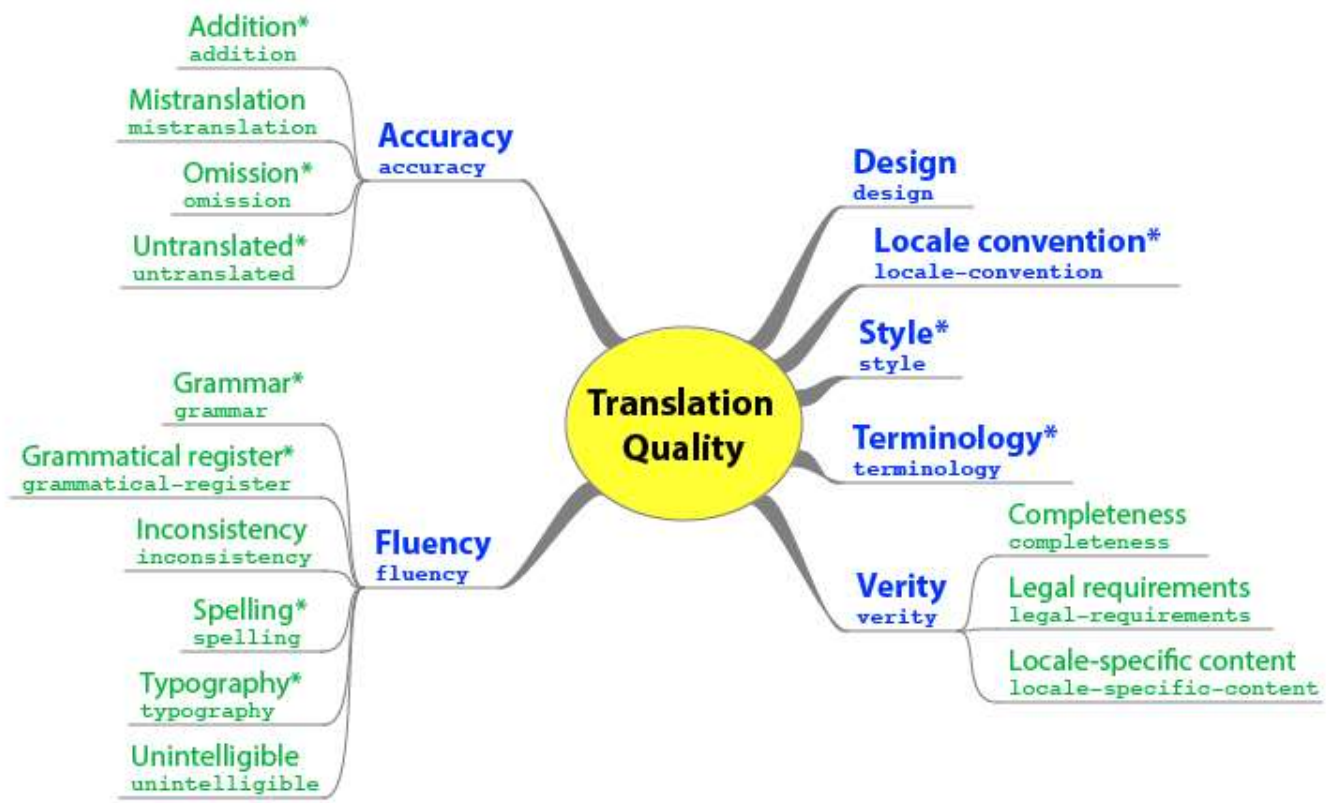 Translation
Quality
Accuracy
accuracy
Addition*
addition
Mistranslation
mistranslation
Omission*
omission
Untranslated*
untranslated
Fluency
fluency
Grammar*
grammar
Grammatical register*
grammatical-register
Inconsistency
inconsistency
Spelling*
spelling
Typography*
typography
Unintelligible
unintelligible
Design
design
Locale convention*
locale-convention
Style*
style
Terminology*
terminology
Verity
verity
Completeness
completeness
Legal requirements
legal-requirements
Locale-specific content
locale-specific-content